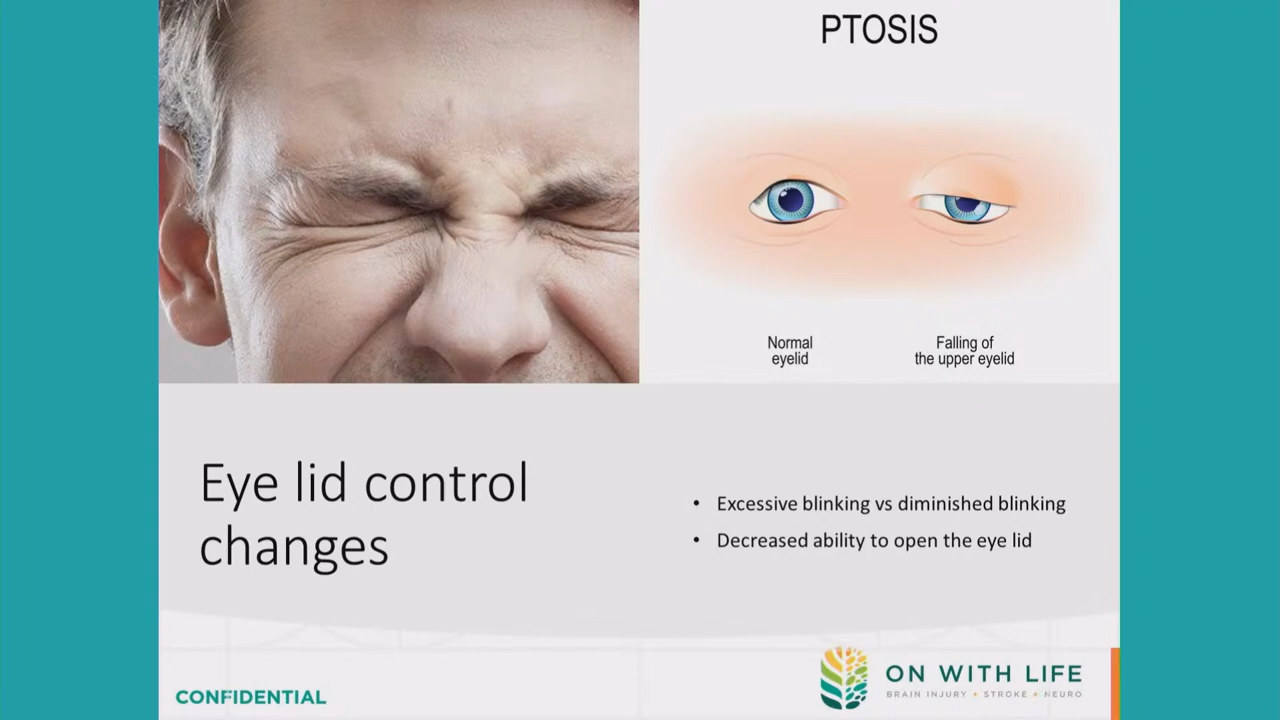 PTOSIS
Normal
eyelid
Falling of
the upper eyelid
Eye lid control
changes
• Excessive blinking vs diminished blinking
• Decreased ability to open the eye lid
CONFIDENTIAL
ON WITH LIFE
BRAIN INJURY • STROKE • NEURO